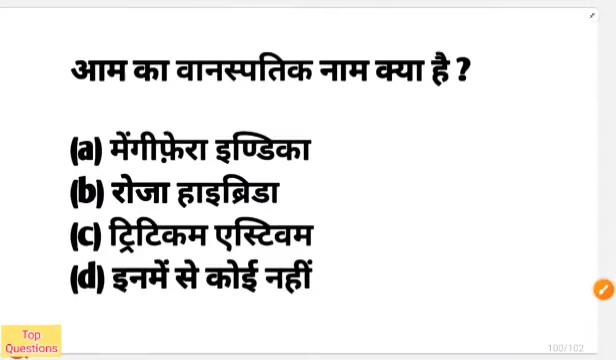 आम का वानस्पतिक नाम क्या है ?
(a) मेंगीफ़ेरा इण्डिका
(b) रोजा हाइब्रिडा
(c) ट्रिटिकम एस्टिवम
(d) इनमें से कोई नहीं
Top
Questions
100/102